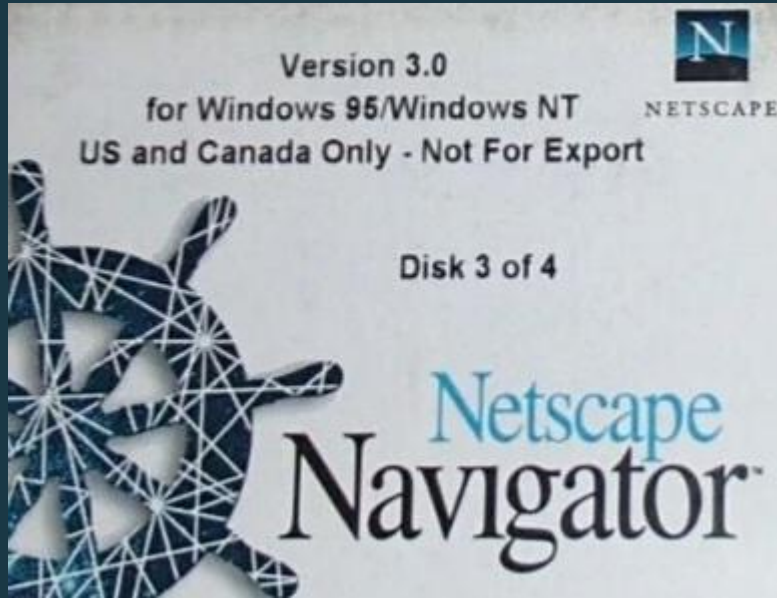 Version 3.0
for Windows 95/Windows NT
US and Canada Only - Not For Export
N
NETSCAPE
Disk 3 of 4
Netscape
Navigator™